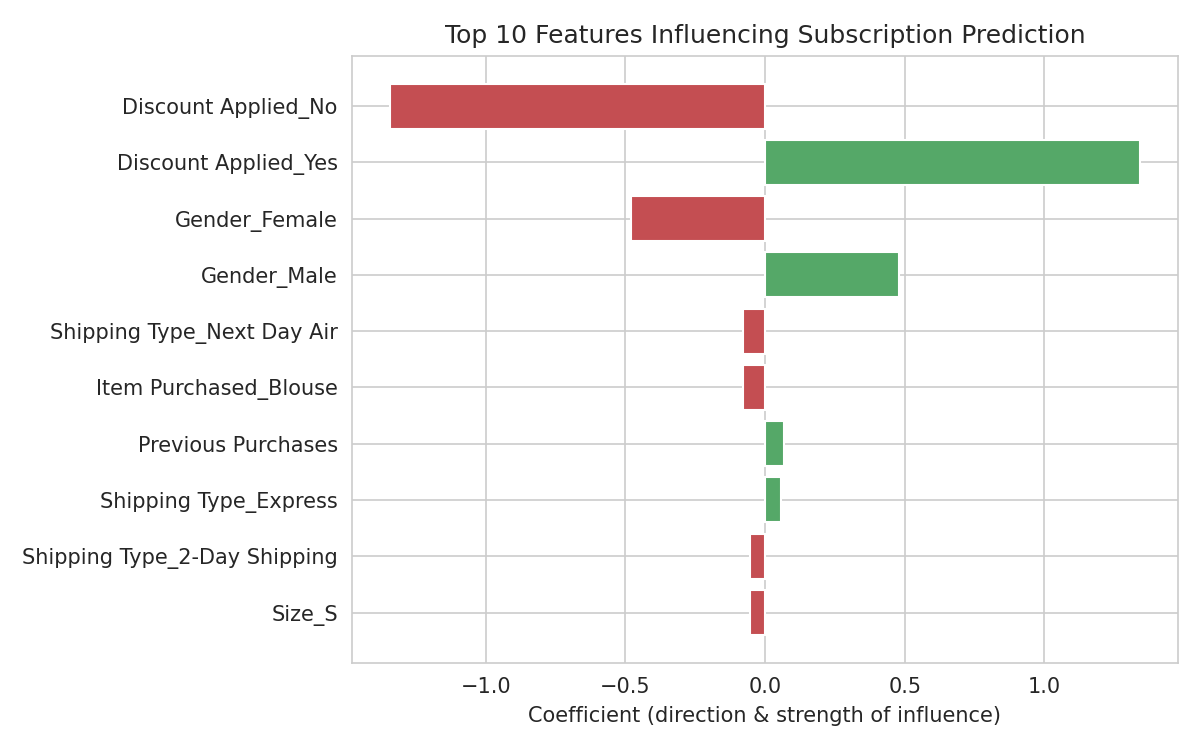 Top 10 Features Influencing Subscription Prediction
Discount Applied_No
Discount Applied_Yes
Gender_Female
Gender_Male
Shipping Type_Next Day Air
Item Purchased_Blouse
Previous Purchases
Shipping Type_Express
Shipping Type_2-Day Shipping
Size_S
−1.0 −0.5 0.0 0.5 1.0
Coefficient (direction & strength of influence)